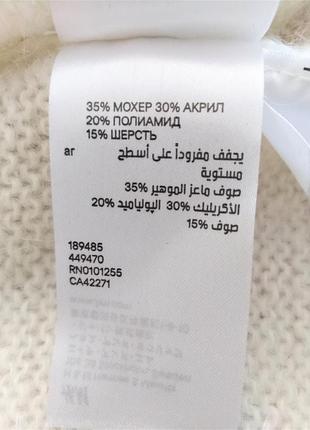 35% МОХЕР 30% АКРИЛ
20% ПОЛИАМИД
15% ШЕРСТЬ
ar يجفف مفروداً على أسطح
مستوية
صوف ماعز الموهير 35%
الأكريليك 30% البولياميد 20%
صوف 15%
189485
449470
RN0101255
CA42271